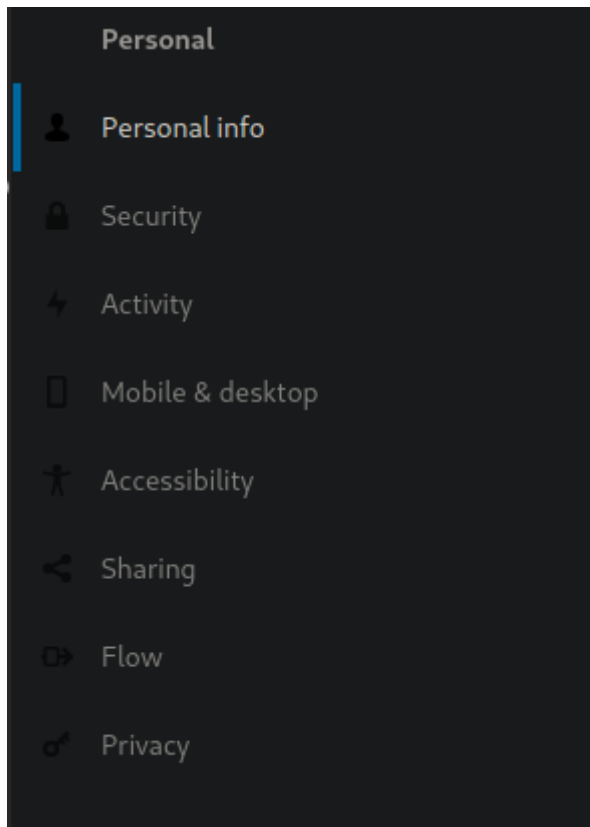 Personal
Personal info
Security
Activity
Mobile & desktop
Accessibility
Sharing
Flow
Privacy